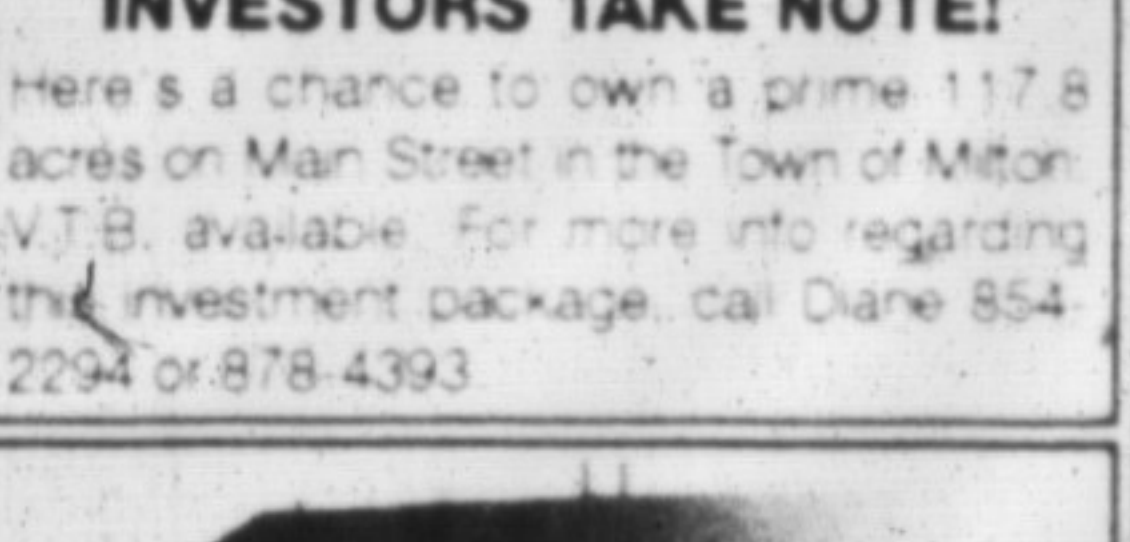 INVESTORS TAKE NOTE!
Here's a chance to own a prime 117.8
acres on Main Street in the Town of Milton.
V.T.B. available. For more info regarding
this investment package, call Diane 854-
2294 or 878-4393